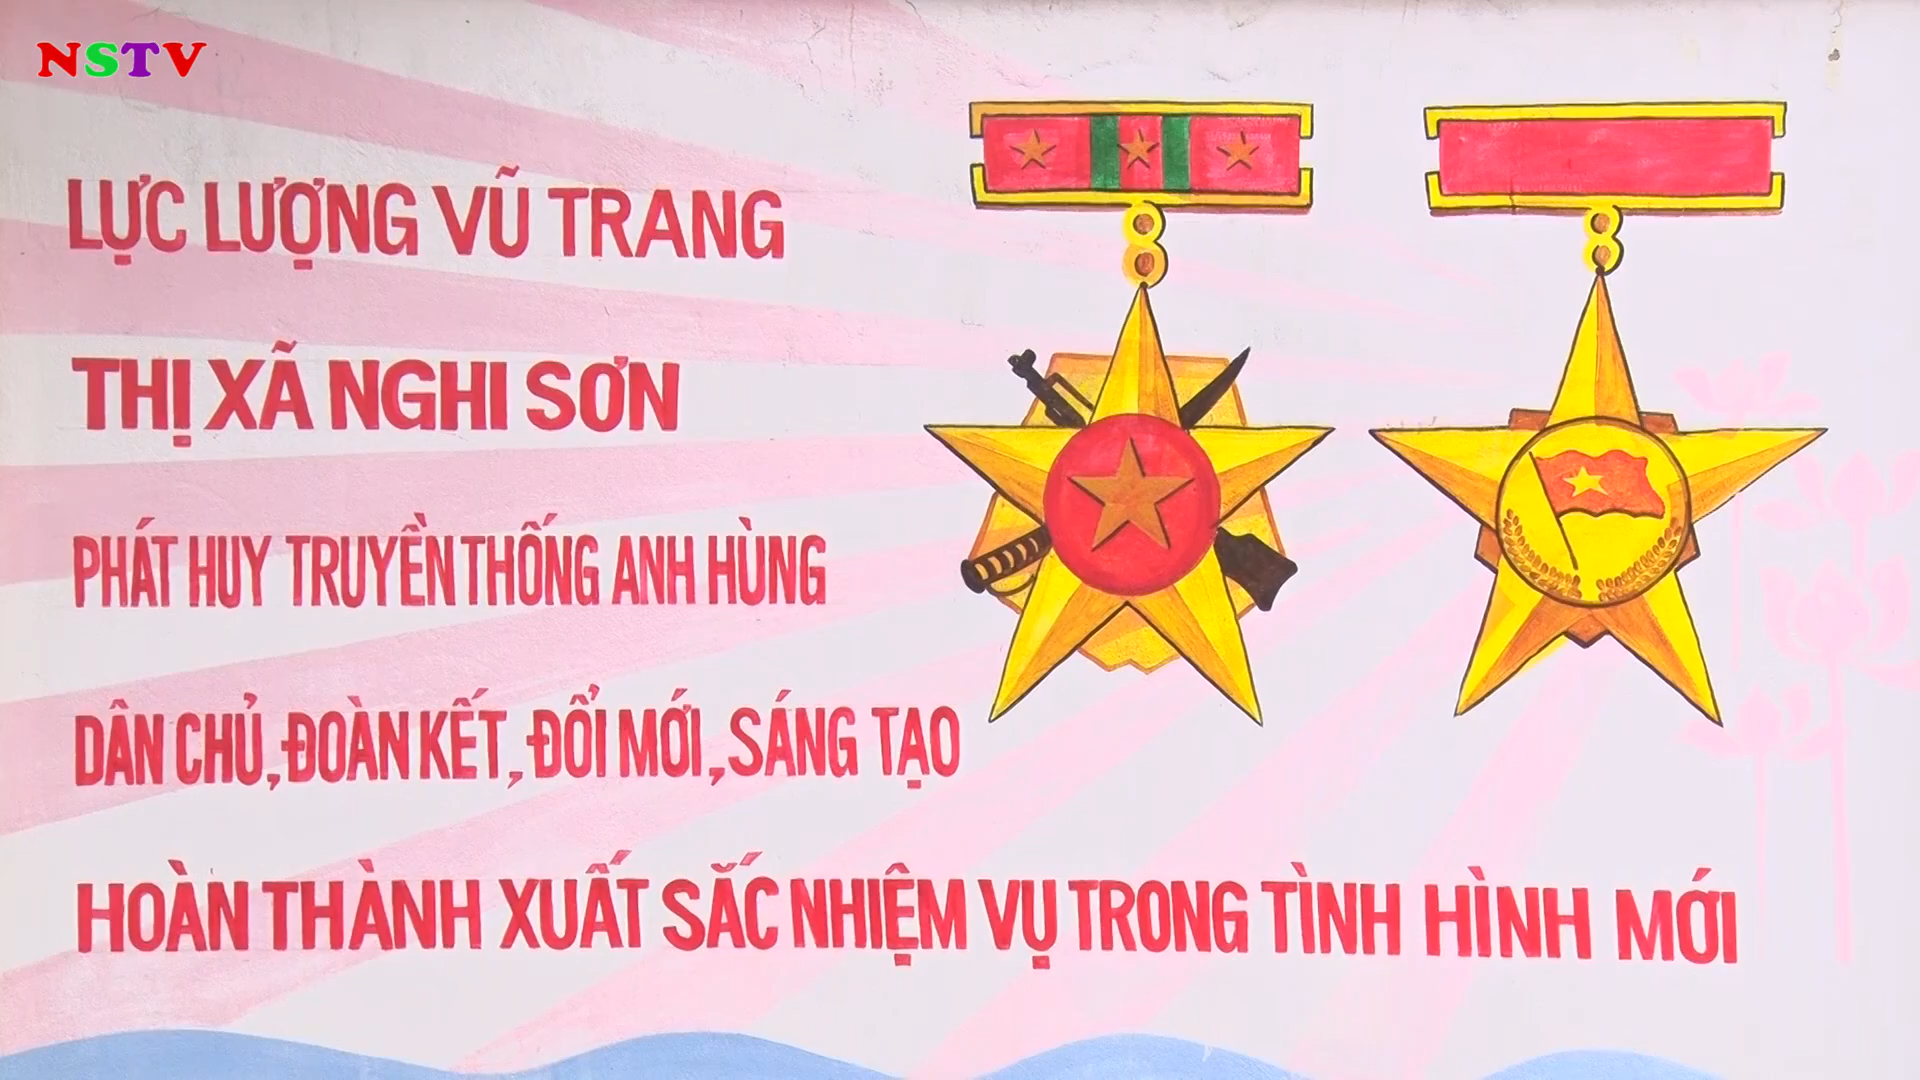 NSTV
LỰC LƯỢNG VŨ TRANG
THỊ XÃ NGHI SƠN
PHÁT HUY TRUYỀN THỐNG ANH HÙNG
DÂN CHỦ, ĐOÀN KẾT, ĐỔI MỚI, SÁNG TẠO
HOÀN THÀNH XUẤT SẮC NHIỆM VỤ TRONG TÌNH HÌNH MỚI